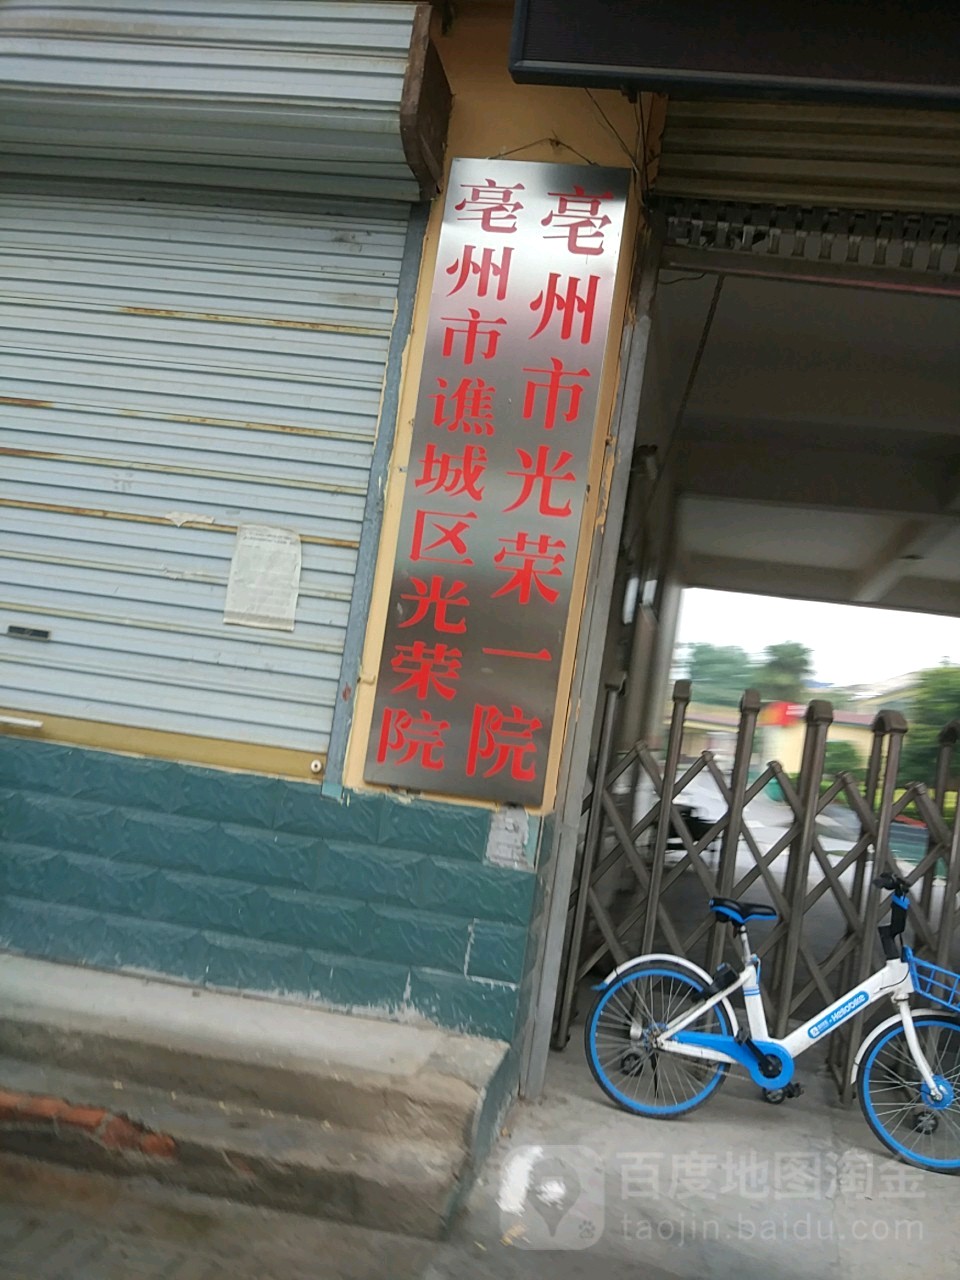 亳州市光荣一院
亳州市谯城区光荣院
Hellobike
百度地图淘金
taojin.baidu.com